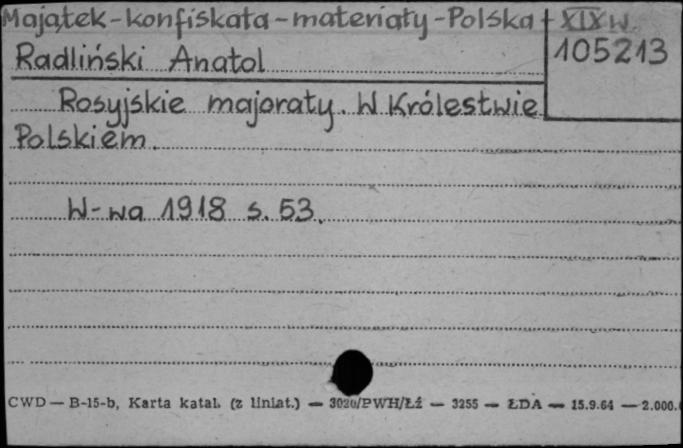 Majątek-konfiskata-materiały-Polska + XIX w.
Radliński Anatol
105213
Rosyjskie majoraty. W Królestwie
Polskiem.
W-wa 1918 s. 53.
CWD — B-15-b, Karta katal. (z liniat.) — 3020/PWH/Łź — 3255 — ŁDA — 15.9.64 — 2.000.